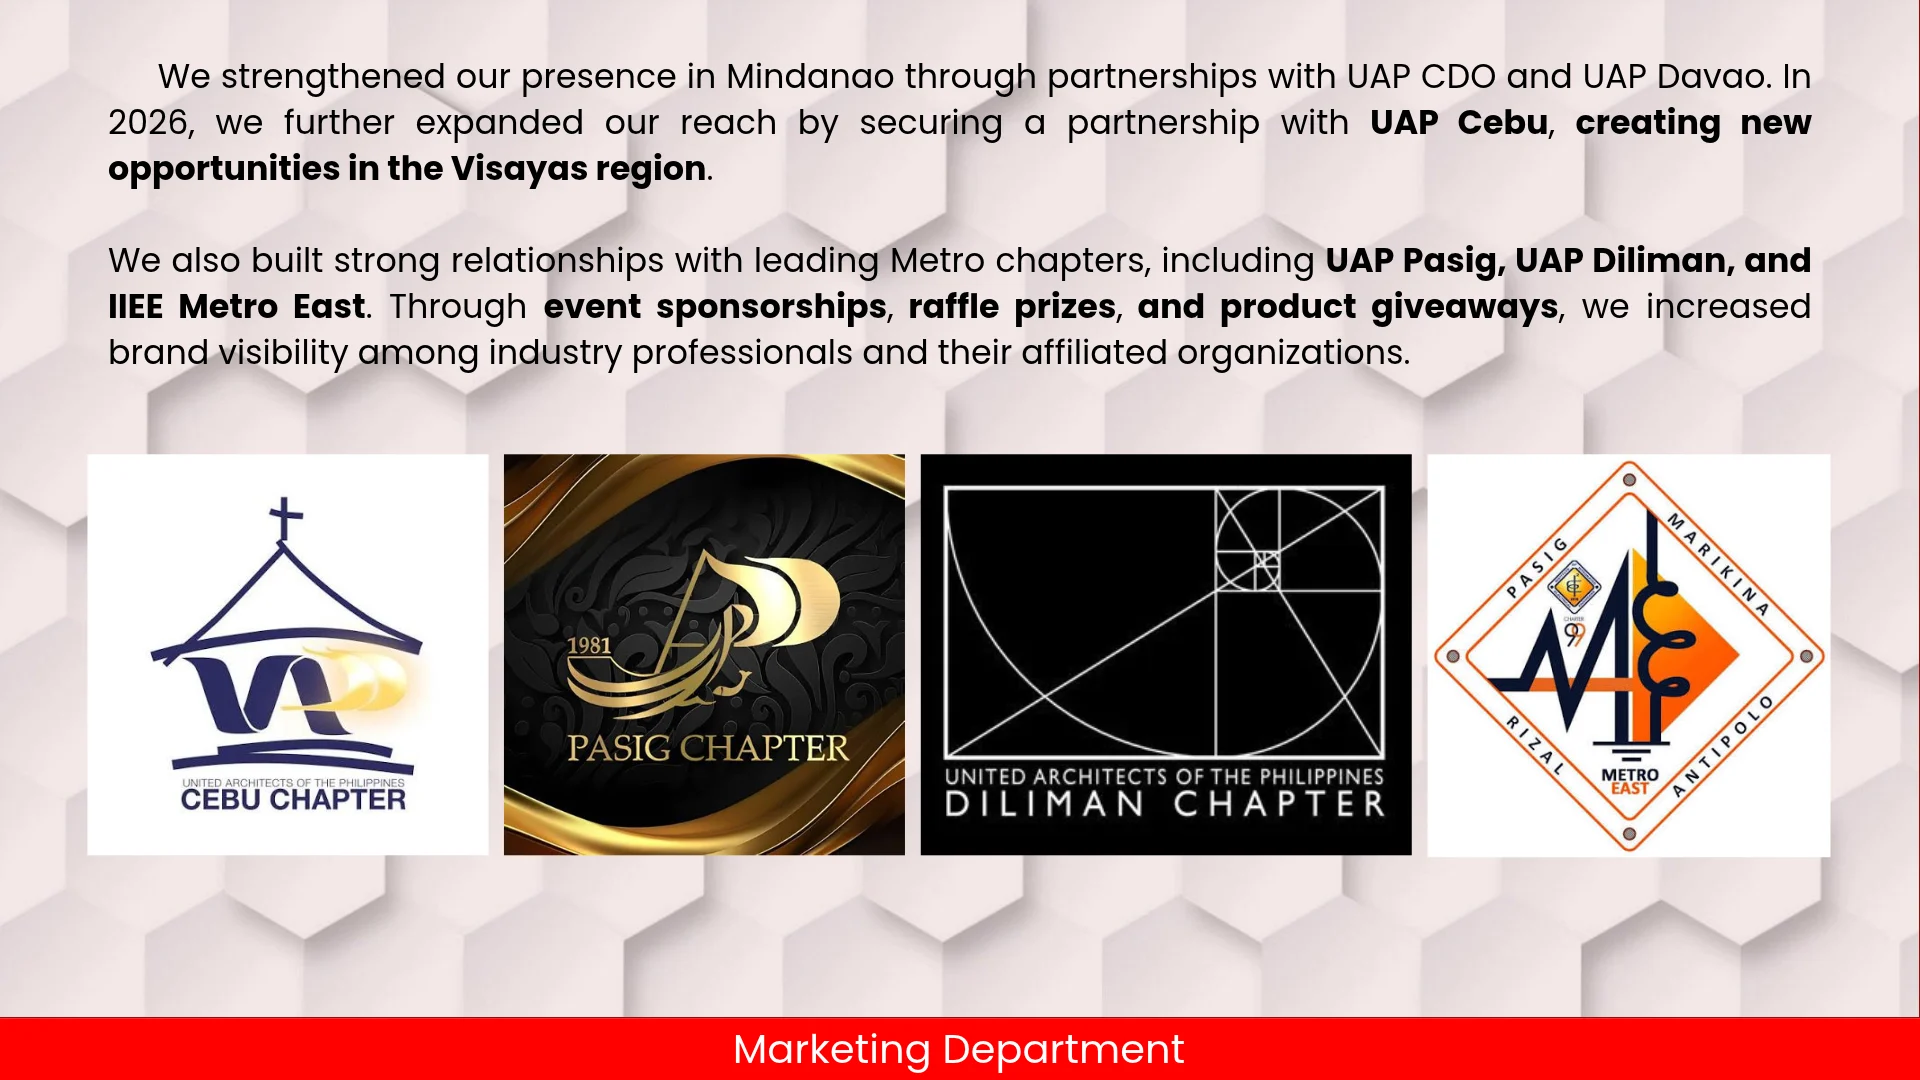 We strengthened our presence in Mindanao through partnerships with UAP CDO and UAP Davao. In
2026, we further expanded our reach by securing a partnership with UAP Cebu, creating new
opportunities in the Visayas region.
We also built strong relationships with leading Metro chapters, including UAP Pasig, UAP Diliman, and
IIEE Metro East. Through event sponsorships, raffle prizes, and product giveaways, we increased
brand visibility among industry professionals and their affiliated organizations.
UAP
UNITED ARCHITECTS OF THE PHILIPPINES
CEBU CHAPTER
1981
PASIG CHAPTER
UNITED ARCHITECTS OF THE PHILIPPINES
DILIMAN CHAPTER
PASIG
MARIKINA
CHAPTER
99
ME
RIZAL
ANTIPOLO
METRO
EAST
Marketing Department